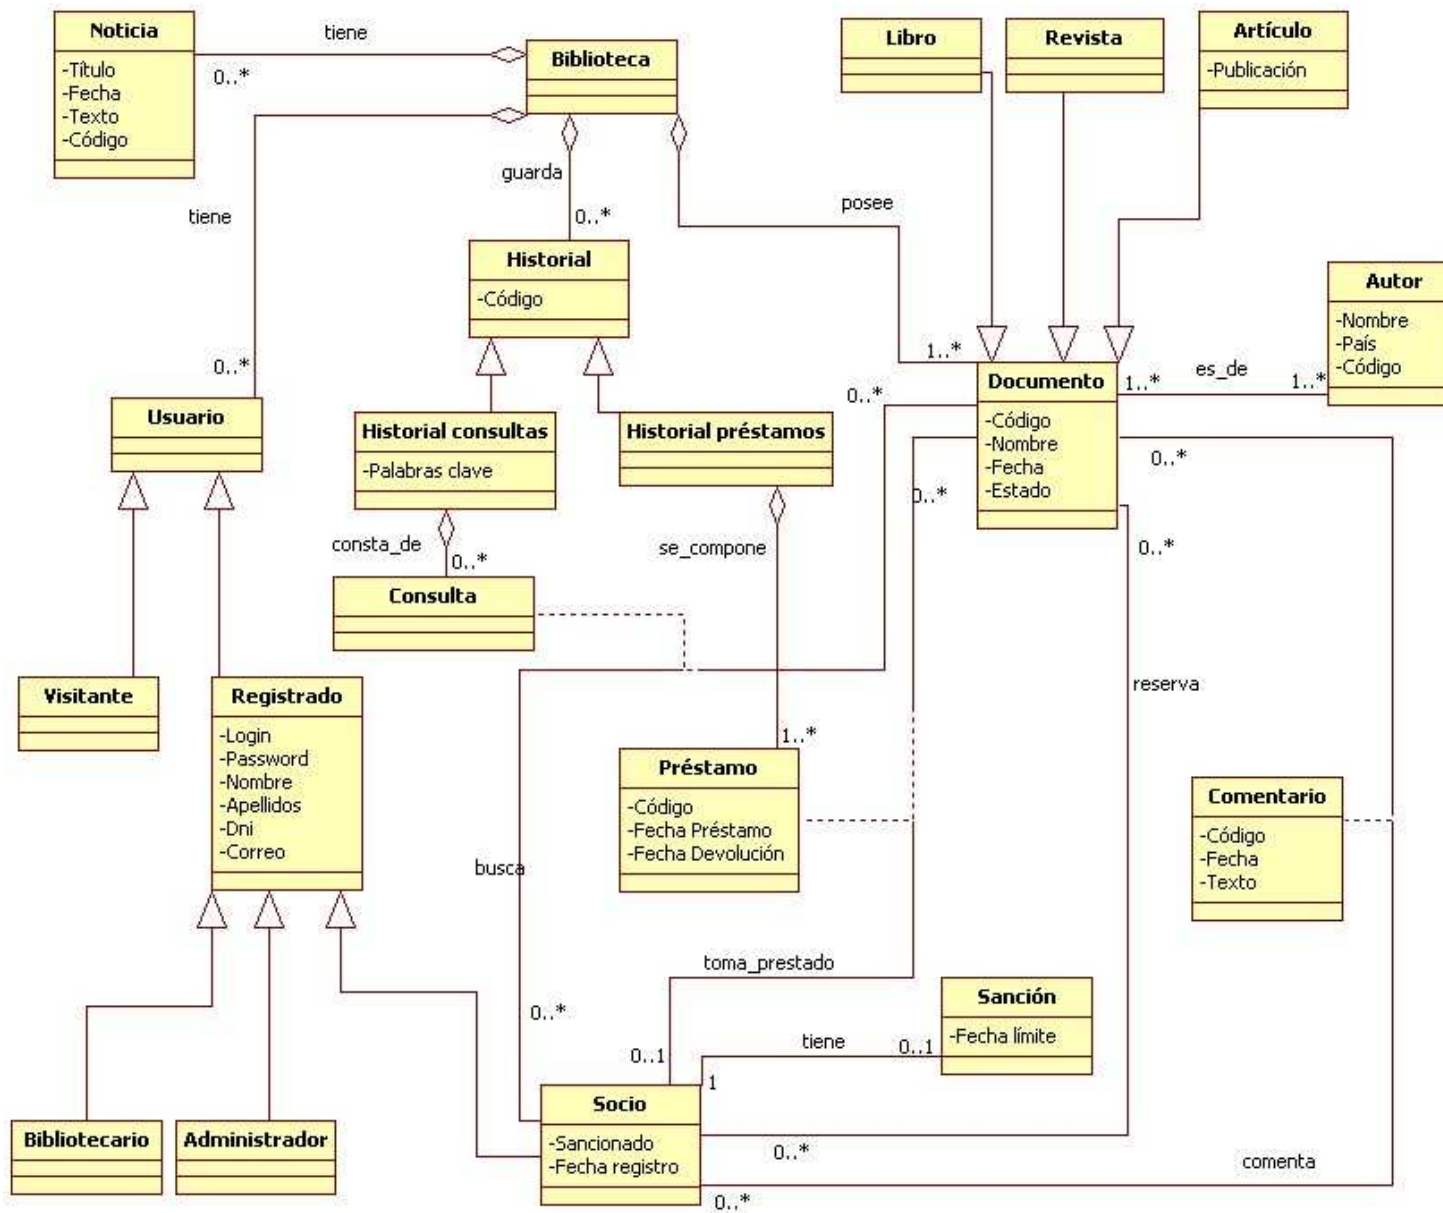 Noticia
-Título
-Fecha
-Texto
-Código
tiene
0..*
Biblioteca
Libro
Revista
Artículo
-Publicación
tiene
0..*
guarda
0..*
posee
1..*
Historial
-Código
Autor
-Nombre
-País
-Código
es_de
1..*
1..*
Documento
-Código
-Nombre
-Fecha
-Estado
0..*
0..*
0..*
0..*
Usuario
Historial consultas
-Palabras clave
Historial préstamos
consta_de
0..*
se_compone
1..*
Consulta
Visitante
Registrado
-Login
-Password
-Nombre
-Apellidos
-Dni
-Correo
reserva
Préstamo
-Código
-Fecha Préstamo
-Fecha Devolución
Comentario
-Código
-Fecha
-Texto
busca
0..*
toma_prestado
0..1
tiene
1
0..1
Sanción
-Fecha límite
Bibliotecario
Administrador
Socio
-Sancionado
-Fecha registro
0..*
comenta
0..*